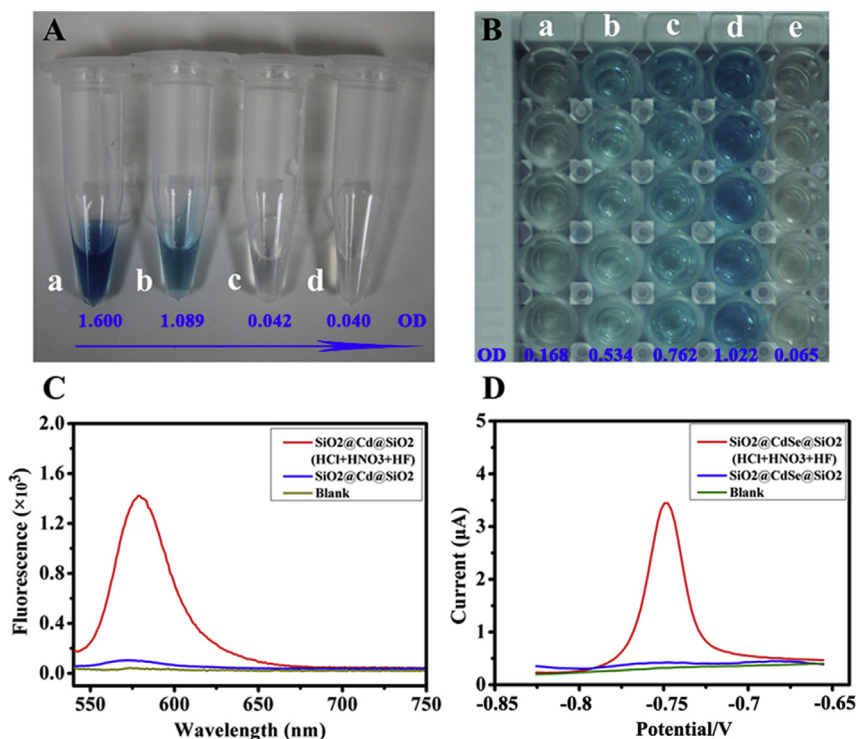 A
a
b
c
d
1.600 1.089 0.042 0.040 OD
B
a b c d e
OD 0.168 0.534 0.762 1.022 0.065
C
2.0
1.6
1.2
0.8
0.4
0.0
Fluorescence (×10³)
SiO2@Cd@SiO2
(HCl+HNO3+HF)
SiO2@Cd@SiO2
Blank
550 600 650 700 750
Wavelength (nm)
D
5
4
3
2
1
0
Current (μA)
SiO2@CdSe@SiO2
(HCl+HNO3+HF)
SiO2@CdSe@SiO2
Blank
-0.85 -0.8 -0.75 -0.7 -0.65
Potential/V